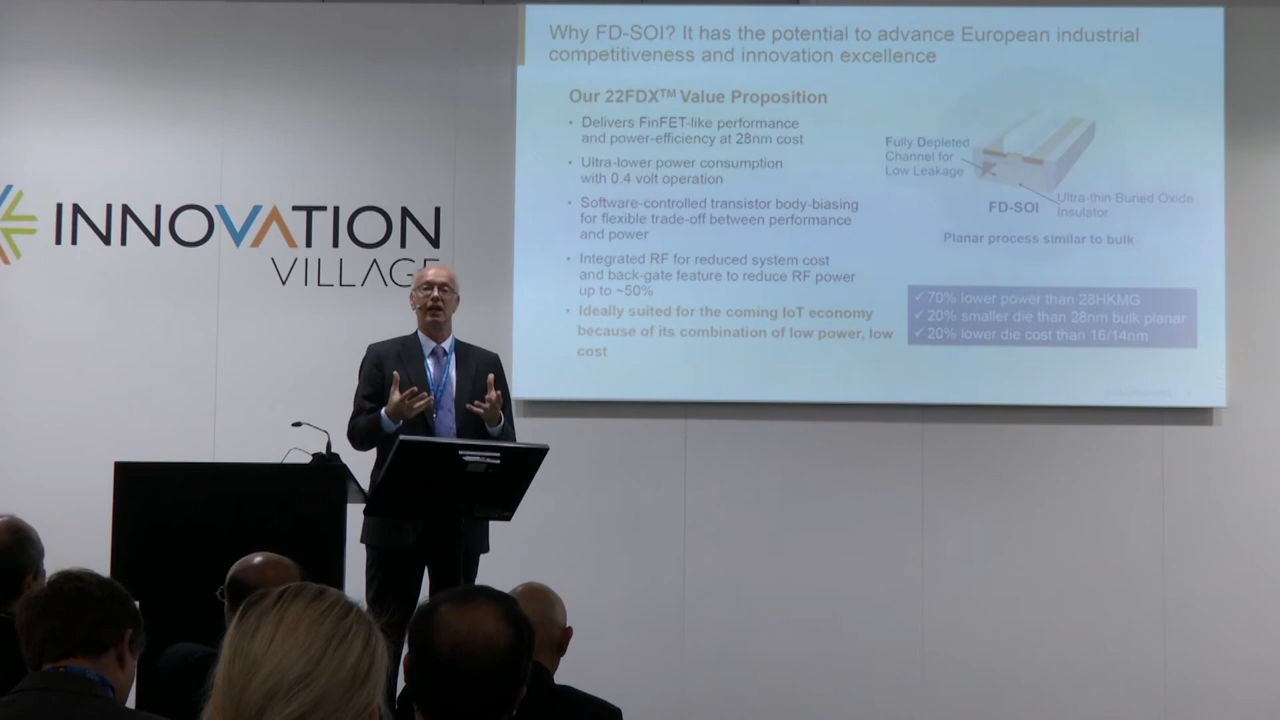 Why FD-SOI? It has the potential to advance European industrial
competitiveness and innovation excellence
Our 22FDX™ Value Proposition
• Delivers FinFET-like performance
and power-efficiency at 28nm cost
• Ultra-lower power consumption
with 0.4 volt operation
• Software-controlled transistor body-biasing
for flexible trade-off between performance
and power
• Integrated RF for reduced system cost
and back-gate feature to reduce RF power
up to ~50%
• Ideally suited for the coming IoT economy
because of its combination of low power, low
cost
Fully Depleted
Channel for
Low Leakage
Ultra-thin Buried Oxide
Insulator
FD-SOI
Planar process similar to bulk
✓ 70% lower power than 28HKMG
✓ 20% smaller die than 28nm bulk planar
✓ 20% lower die cost than 16/14nm
INNOVATION
VILLAGE